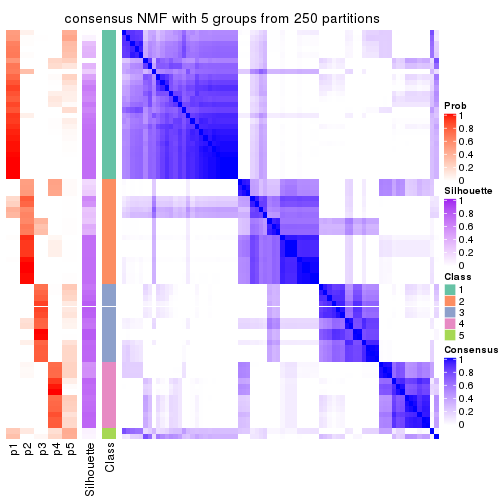 consensus NMF with 5 groups from 250 partitions
Prob
1
0.8
0.6
0.4
0.2
0
Silhouette
1
0.8
0.6
0.4
0.2
0
Class
1
2
3
4
5
Consensus
1
0.8
0.6
0.4
0.2
0
p1
p2
p3
p4
p5
Silhouette
Class